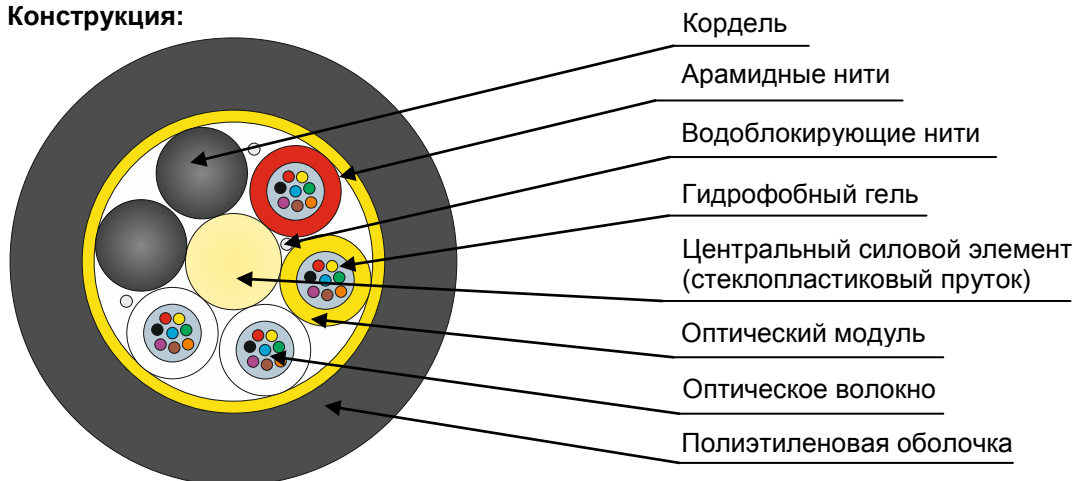 Конструкция:
Кордель
Арамидные нити
Водоблокирующие нити
Гидрофобный гель
Центральный силовой элемент
(стеклопластиковый пруток)
Оптический модуль
Оптическое волокно
Полиэтиленовая оболочка